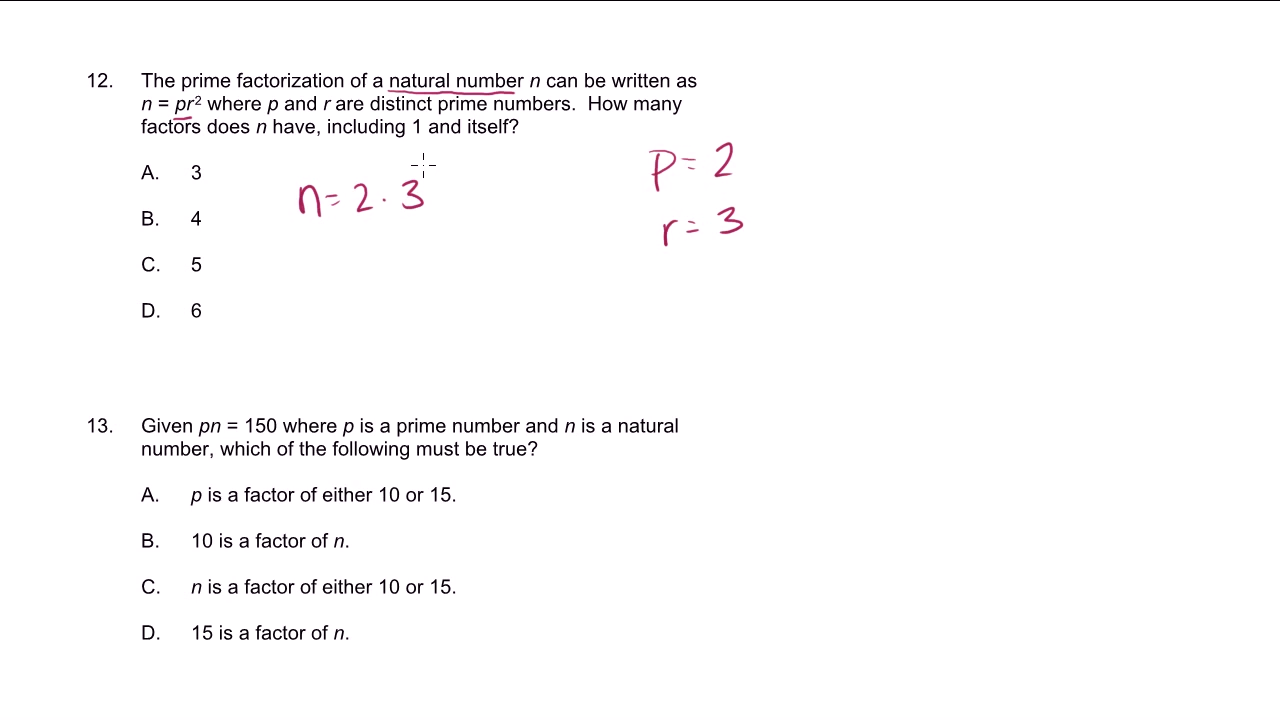 12. The prime factorization of a natural number n can be written as
n = pr² where p and r are distinct prime numbers. How many
factors does n have, including 1 and itself?
p = 2
A. 3
n = 2 · 3
B. 4
r = 3
C. 5
D. 6
13. Given pn = 150 where p is a prime number and n is a natural
number, which of the following must be true?
A. p is a factor of either 10 or 15.
B. 10 is a factor of n.
C. n is a factor of either 10 or 15.
D. 15 is a factor of n.